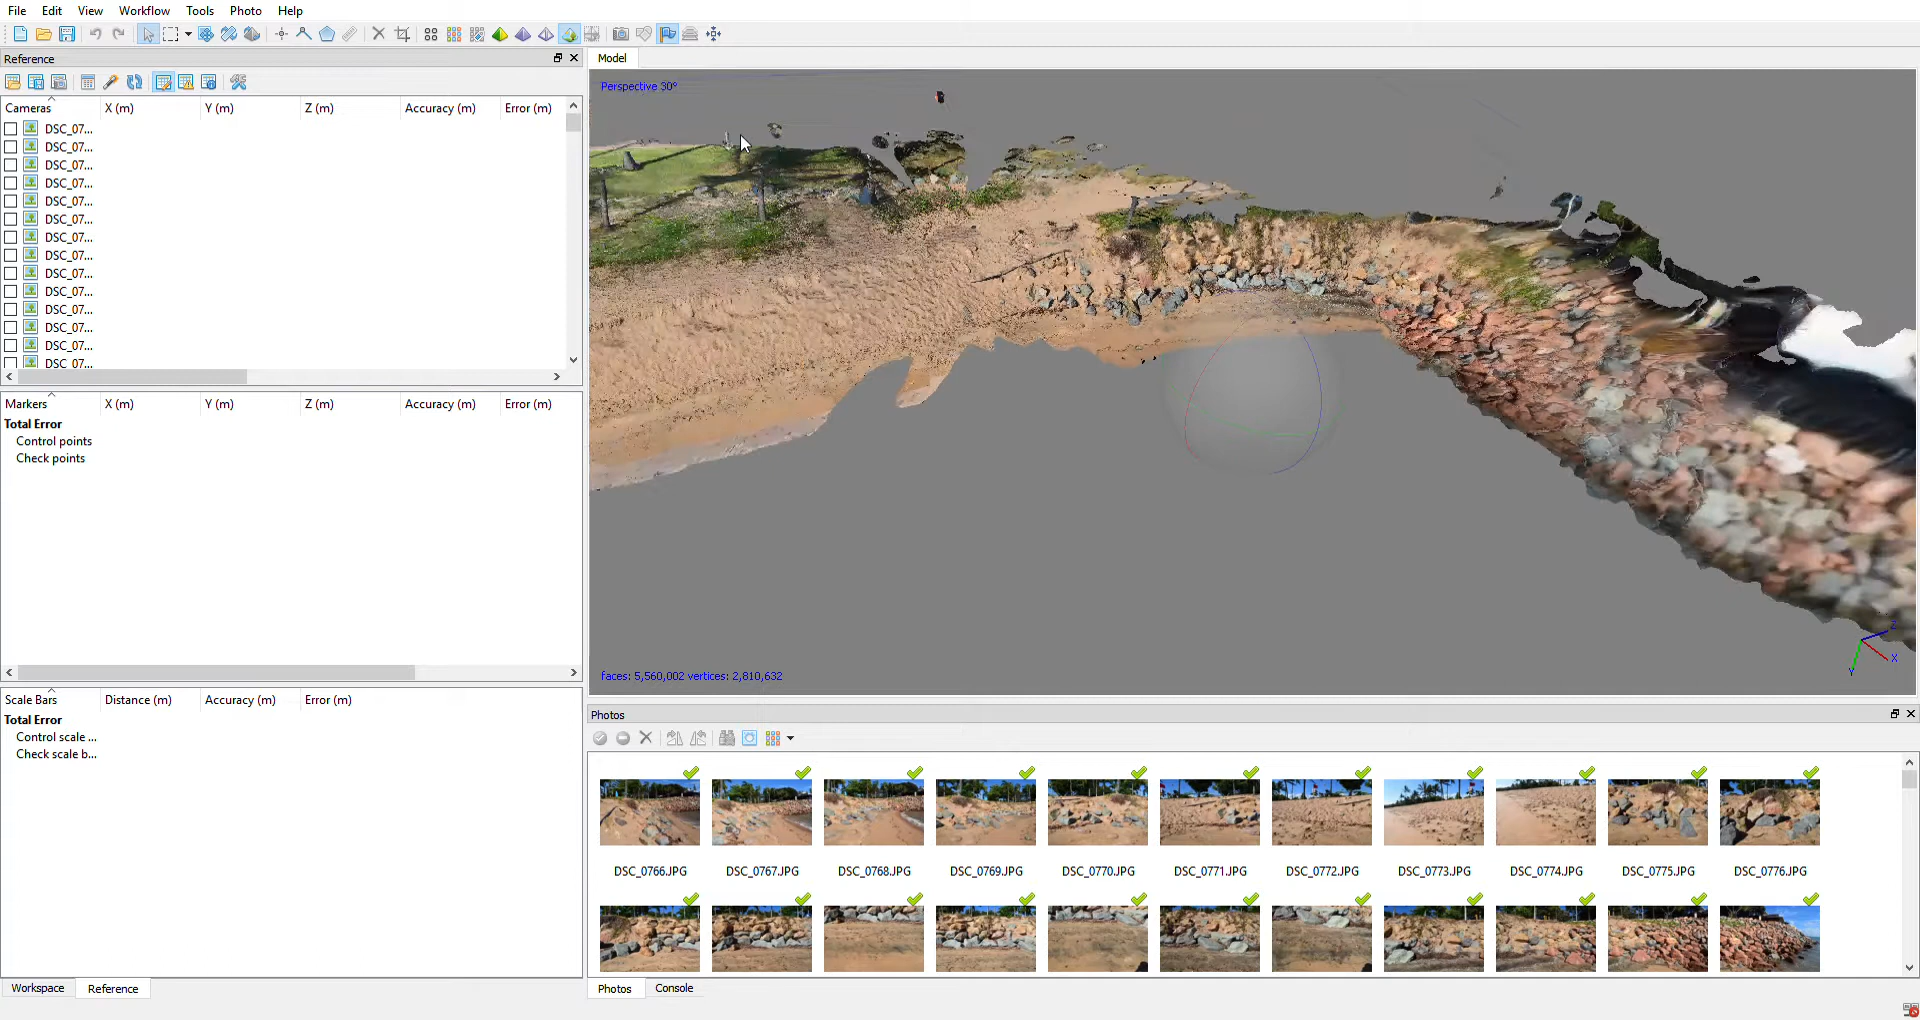 File Edit View Workflow Tools Photo Help
Reference
Cameras X (m) Y (m) Z (m) Accuracy (m) Error (m)
DSC_07...
DSC_07...
DSC_07...
DSC_07...
DSC_07...
DSC_07...
DSC_07...
DSC_07...
DSC_07...
DSC_07...
DSC_07...
DSC_07...
DSC_07...
DSC_07...
Markers X (m) Y (m) Z (m) Accuracy (m) Error (m)
Total Error
Control points
Check points
Scale Bars Distance (m) Accuracy (m) Error (m)
Total Error
Control scale ...
Check scale b...
Workspace Reference
Model
Perspective 30°
Z
X
Y
faces: 5,560,002 vertices: 2,810,632
Photos
DSC_0766.JPG DSC_0767.JPG DSC_0768.JPG DSC_0769.JPG DSC_0770.JPG DSC_0771.JPG DSC_0772.JPG DSC_0773.JPG DSC_0774.JPG DSC_0775.JPG DSC_0776.JPG
Photos Console